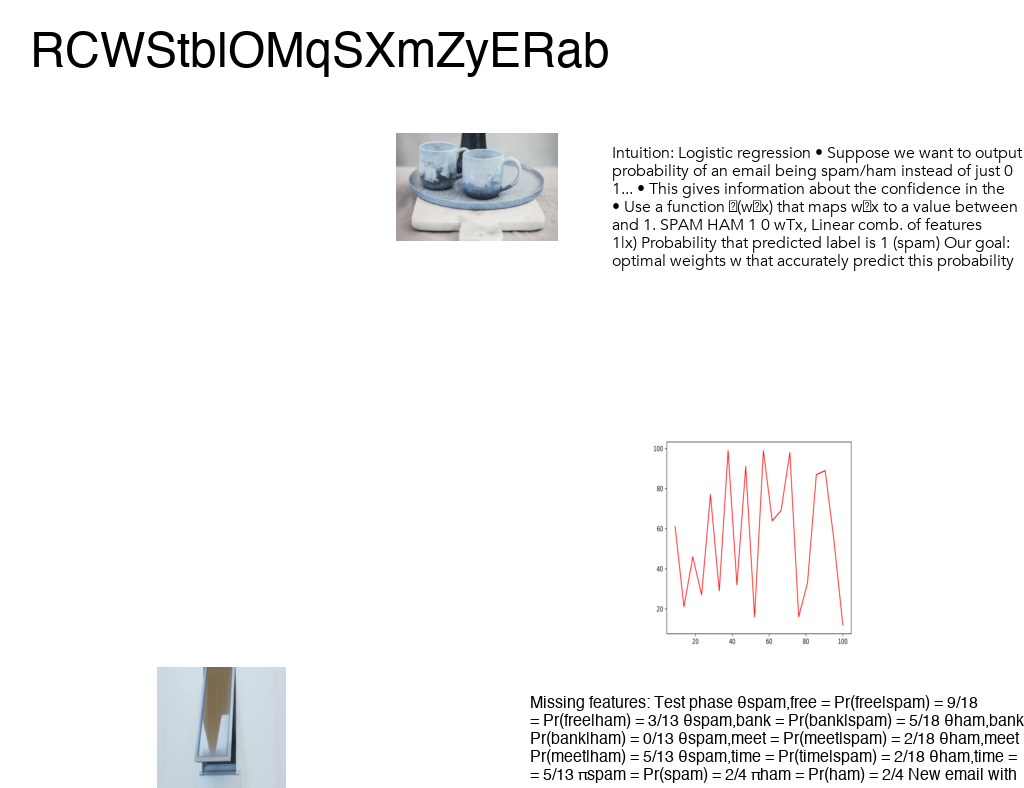 RCWStblOMqSXmZyERab
Intuition: Logistic regression • Suppose we want to output
probability of an email being spam/ham instead of just 0
1... • This gives information about the confidence in the
• Use a function (wx) that maps wx to a value between
and 1. SPAM HAM 1 0 wTx, Linear comb. of features
1|x) Probability that predicted label is 1 (spam) Our goal:
optimal weights w that accurately predict this probability
100
80
60
40
20
20 40 60 80 100
Missing features: Test phase θspam,free = Pr(free|spam) = 9/18
= Pr(free|ham) = 3/13 θspam,bank = Pr(bank|spam) = 5/18 θham,bank
Pr(bank|ham) = 0/13 θspam,meet = Pr(meet|spam) = 2/18 θham,meet
Pr(meet|ham) = 5/13 θspam,time = Pr(time|spam) = 2/18 θham,time =
= 5/13 πspam = Pr(spam) = 2/4 πham = Pr(ham) = 2/4 New email with